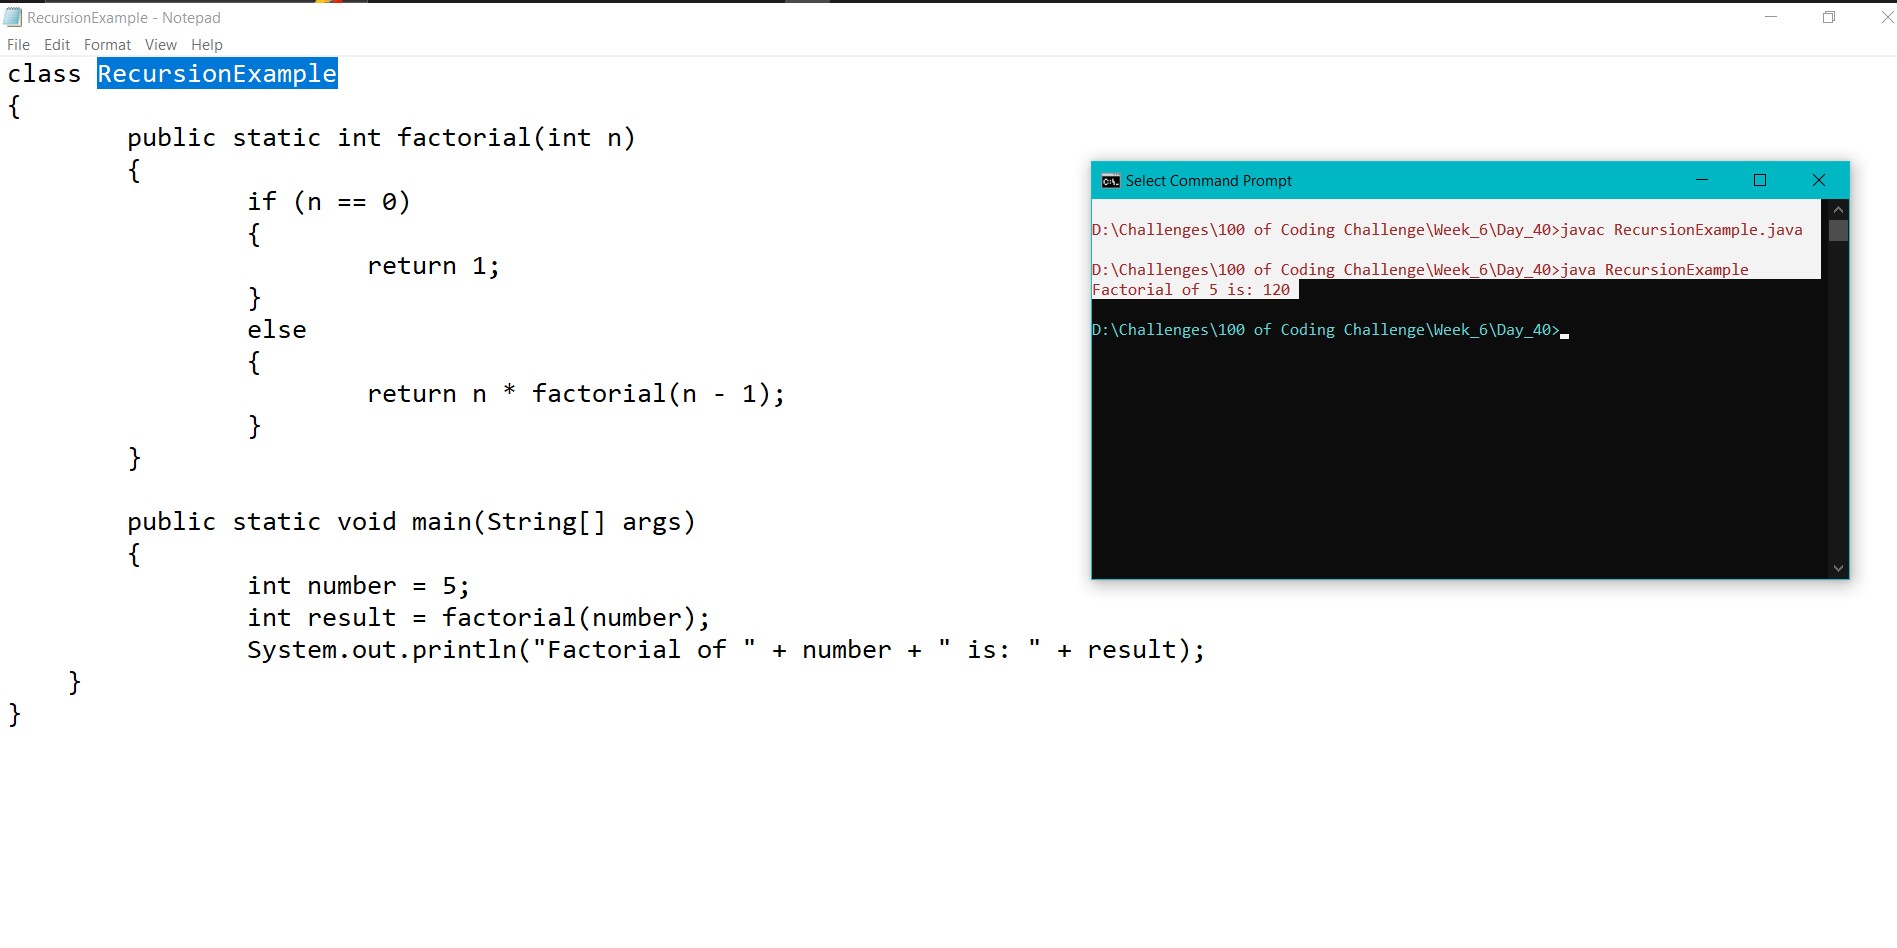 RecursionExample - Notepad
File Edit Format View Help
class RecursionExample
{
public static int factorial(int n)
{
if (n == 0)
{
return 1;
}
else
{
return n * factorial(n - 1);
}
}
public static void main(String[] args)
{
int number = 5;
int result = factorial(number);
System.out.println("Factorial of " + number + " is: " + result);
}
}
Select Command Prompt
D:\Challenges\100 of Coding Challenge\Week_6\Day_40>javac RecursionExample.java
D:\Challenges\100 of Coding Challenge\Week_6\Day_40>java RecursionExample
Factorial of 5 is: 120
D:\Challenges\100 of Coding Challenge\Week_6\Day_40>